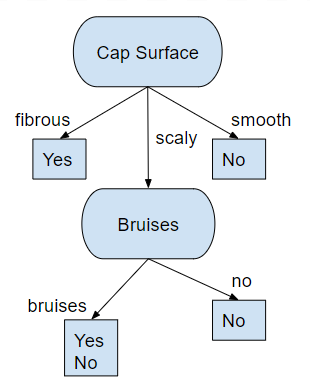 Cap Surface
fibrous
scaly
smooth
Yes
No
Bruises
bruises
no
Yes
No
No